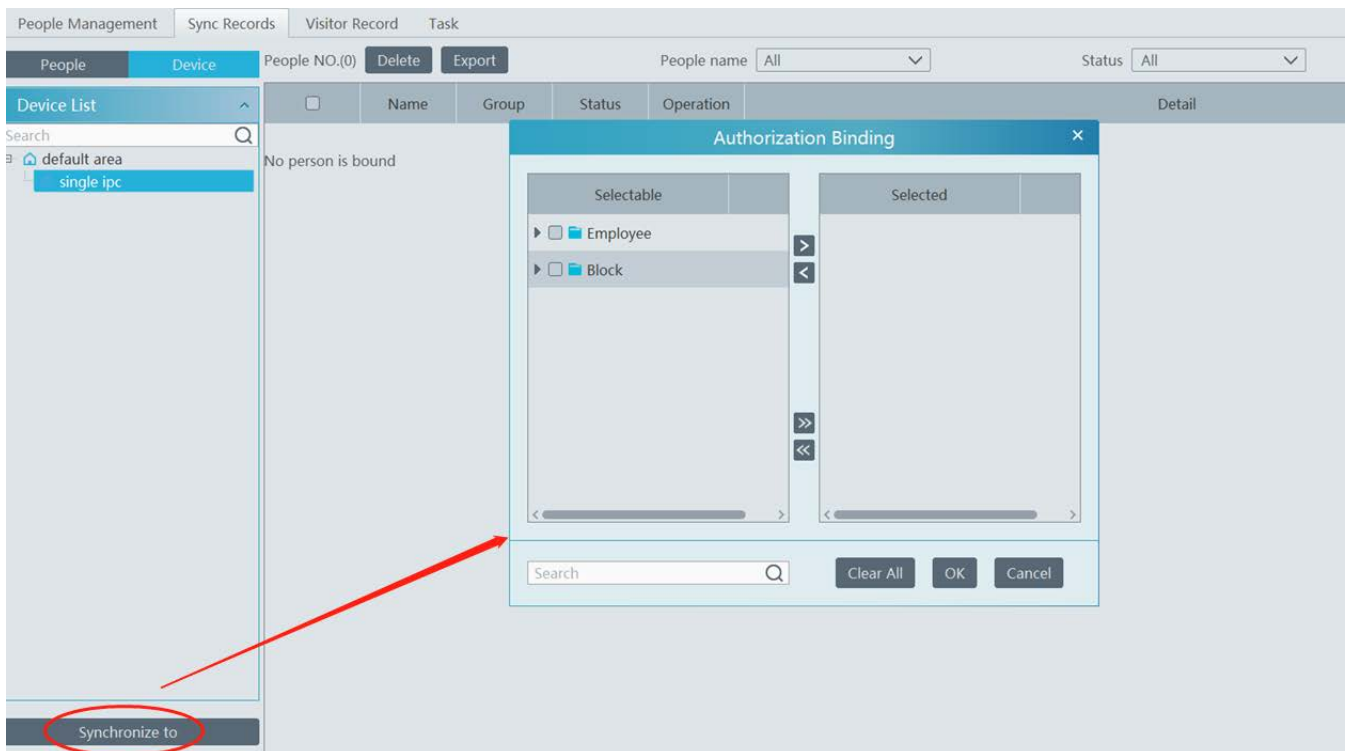 People Management Sync Records Visitor Record Task
People Device People NO.(0) Delete Export People name All Status All
Device List Name Group Status Operation Detail
Search
default area
single ipc
No person is bound
Authorization Binding
Selectable Selected
Employee
Block
Search Clear All OK Cancel
Synchronize to